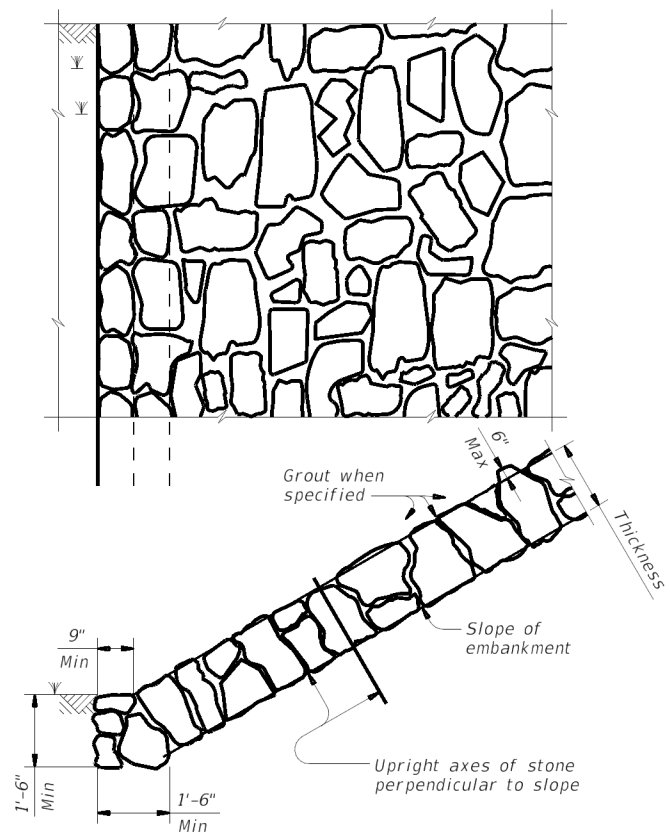 6"
Max
Grout when
specified
Thickness
Slope of
embankment
9"
Min
1'-6"
Min
1'-6"
Min
Upright axes of stone
perpendicular to slope